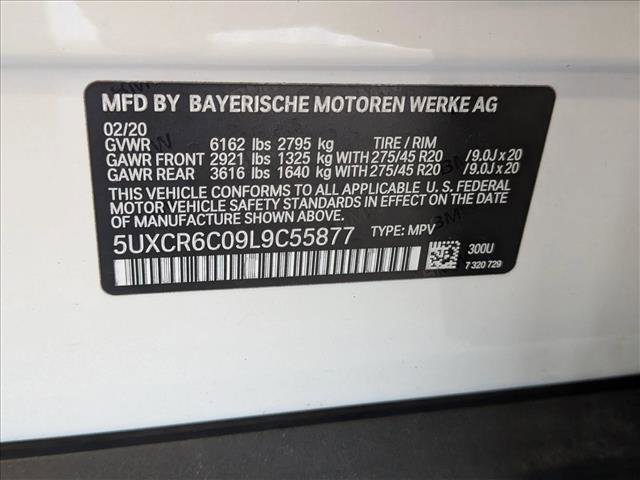 MFD BY BAYERISCHE MOTOREN WERKE AG
02/20
GVWR 6162 lbs 2795 kg TIRE / RIM
GAWR FRONT 2921 lbs 1325 kg WITH 275/45 R20 /9.0J x 20
GAWR REAR 3616 lbs 1640 kg WITH 275/45 R20 /9.0J x 20
THIS VEHICLE CONFORMS TO ALL APPLICABLE U. S. FEDERAL
MOTOR VEHICLE SAFETY STANDARDS IN EFFECT ON THE DATE
OF MANUFACTURE SHOWN ABOVE.
5UXCR6C09L9C55877 TYPE: MPV
300U
7 320 729